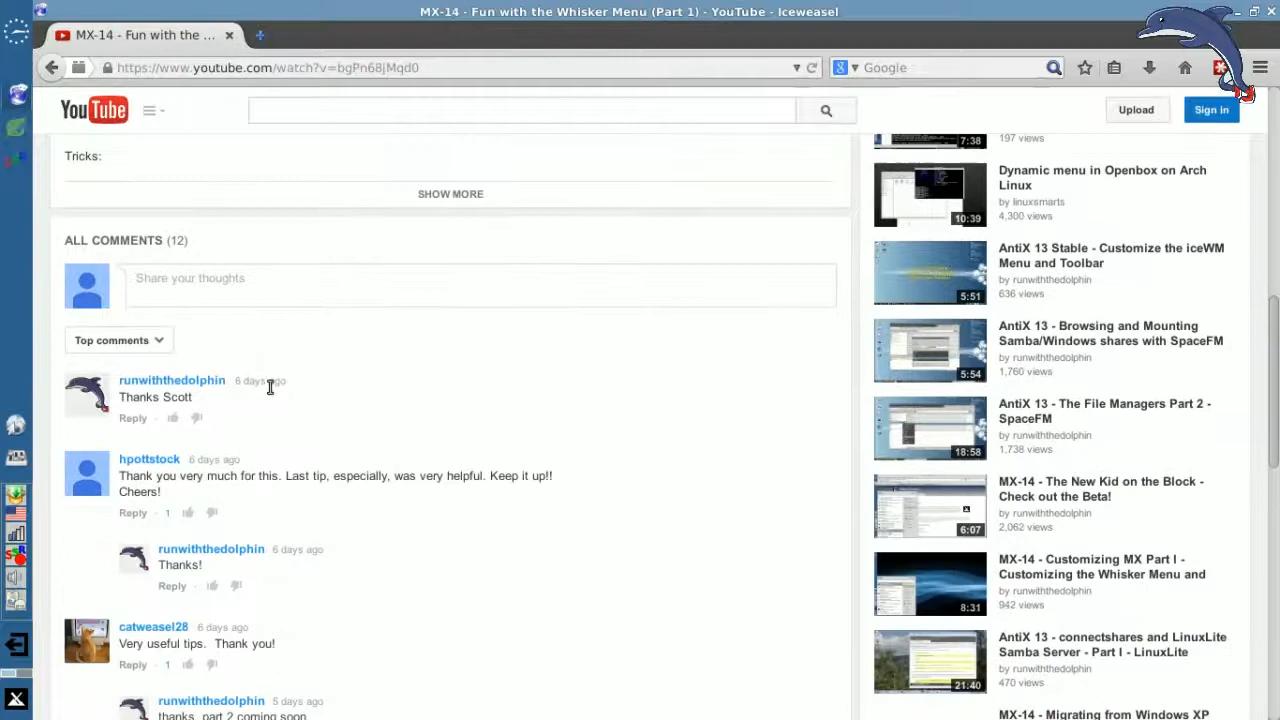 MX-14 - Fun with the Whisker Menu (Part 1) - YouTube - Iceweasel
MX-14 - Fun with the ...
https://www.youtube.com/watch?v=bgPn68jMqd0
Google
YouTube
Upload
Sign in
Tricks:
SHOW MORE
ALL COMMENTS (12)
Share your thoughts
Top comments
runwiththedolphin 6 days ago
Thanks Scott
Reply
hpottstock 6 days ago
Thank you very much for this. Last tip, especially, was very helpful. Keep it up!!
Cheers!
Reply · 1
runwiththedolphin 6 days ago
Thanks!
Reply
catweasel28 6 days ago
Very useful tips.  Thank you!
Reply · 1
runwiththedolphin 5 days ago
thanks, part 2 coming soon
7:38
197 views
10:39
Dynamic menu in Openbox on Arch
Linux
by linuxsmarts
4,300 views
5:51
AntiX 13 Stable - Customize the iceWM
Menu and Toolbar
by runwiththedolphin
636 views
5:54
AntiX 13 - Browsing and Mounting
Samba/Windows shares with SpaceFM
by runwiththedolphin
1,760 views
18:58
AntiX 13 - The File Managers Part 2 -
SpaceFM
by runwiththedolphin
1,738 views
6:07
MX-14 - The New Kid on the Block -
Check out the Beta!
by runwiththedolphin
2,062 views
8:31
MX-14 - Customizing MX Part I -
Customizing the Whisker Menu and
by runwiththedolphin
942 views
21:40
AntiX 13 - connectshares and LinuxLite
Samba Server - Part I - LinuxLite
by runwiththedolphin
470 views
MX-14 - Migrating from Windows XP